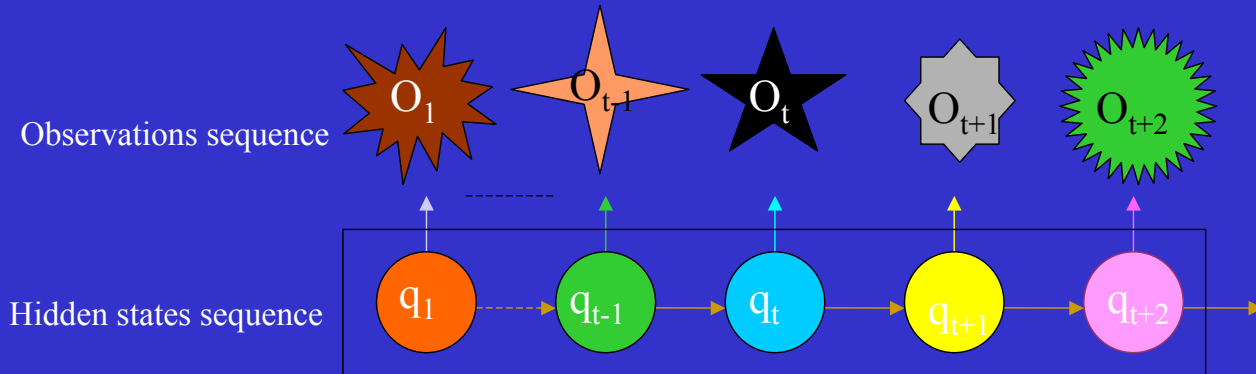 Observations sequence
O₁ Oₜ₋₁ Oₜ Oₜ₊₁ Oₜ₊₂
Hidden states sequence
q₁ qₜ₋₁ qₜ qₜ₊₁ qₜ₊₂